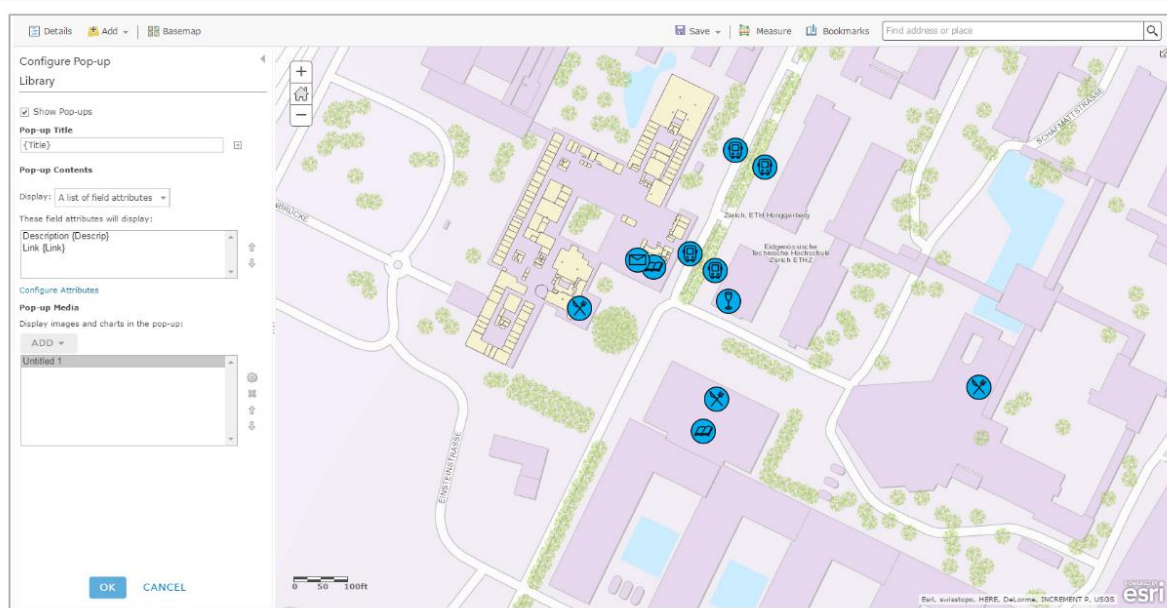 Details Add Basemap Save Measure Bookmarks Find address or place
Configure Pop-up
Library
Show Pop-ups
Pop-up Title
{Title}
Pop-up Contents
Display: A list of field attributes
These field attributes will display:
Description {Descrip}
Link {Link}
Configure Attributes
Pop-up Media
Display images and charts in the pop-up:
ADD
Untitled 1
OK CANCEL
SCHAFMATTSTRASSE
Zürich, ETH Hönggerberg
Eidgenössische
Technische Hochschule
Zürich ETHZ
EINSTEINSTRASSE
0 50 100ft
Esri, swisstopo, HERE, DeLorme, INCREMENT P, USGS
POWERED BY
esri